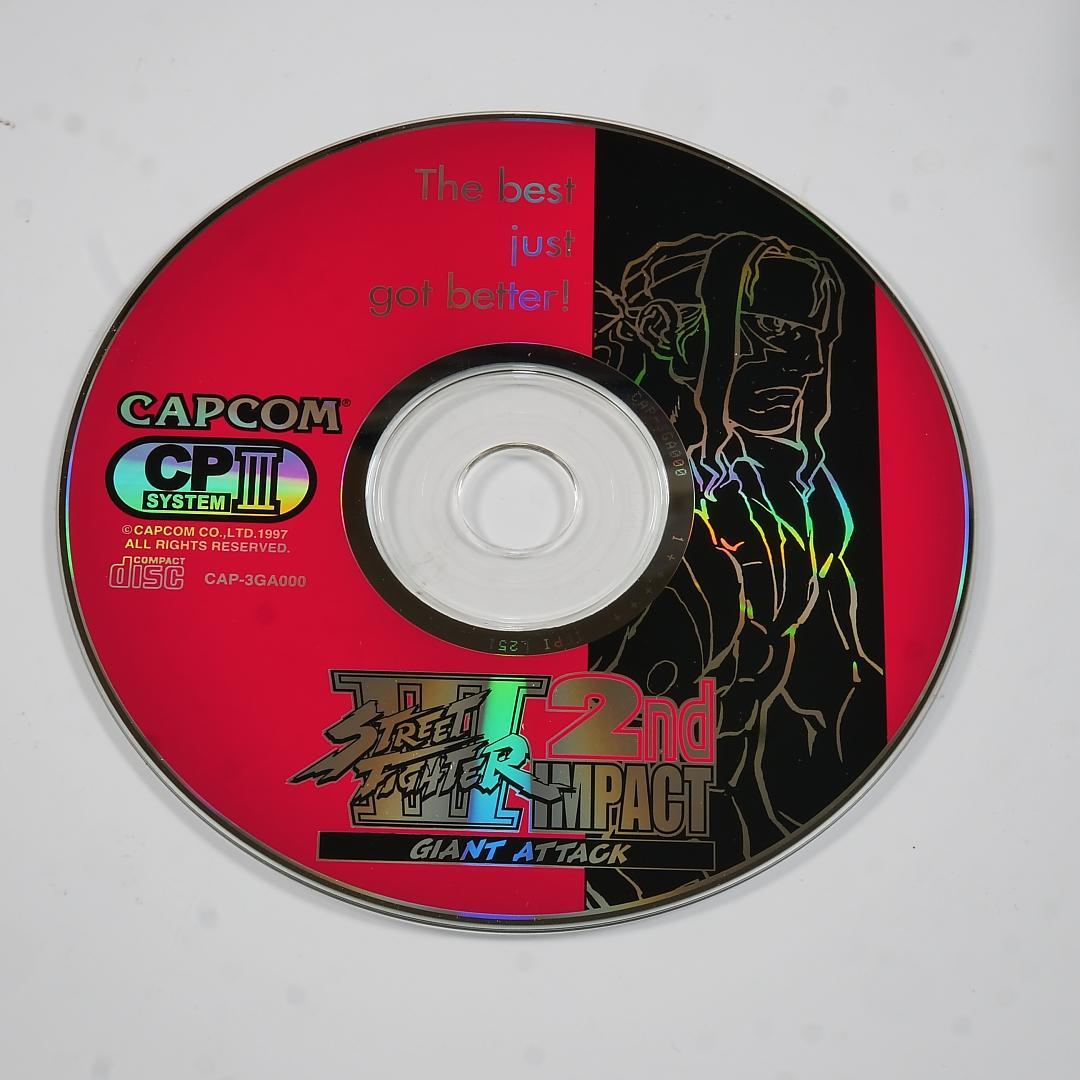 The best
just
got better!
CAPCOM®
CP III
SYSTEM
©CAPCOM CO.,LTD.1997
ALL RIGHTS RESERVED.
COMPACT
disc
CAP-3GA000
CAP-3GA000
STREET
FIGHTER
III
2nd
IMPACT
GIANT ATTACK